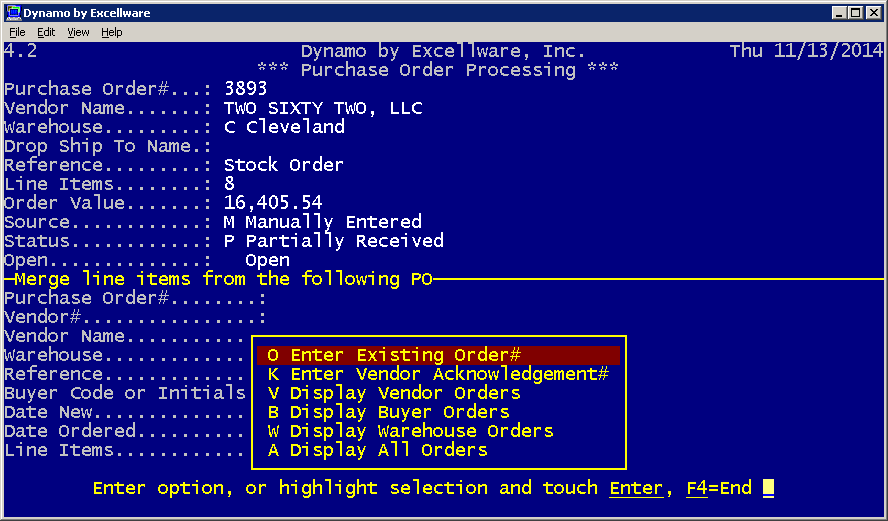 Dynamo by Excellware
File Edit View Help
4.2 Dynamo by Excellware, Inc. Thu 11/13/2014
*** Purchase Order Processing ***
Purchase Order#...: 3893
Vendor Name.......: TWO SIXTY TWO, LLC
Warehouse.........: C Cleveland
Drop Ship To Name.:
Reference.........: Stock Order
Line Items........: 8
Order Value.......: 16,405.54
Source............: M Manually Entered
Status............: P Partially Received
Open..............: Open
Merge line items from the following PO
Purchase Order#........:
Vendor#................:
Vendor Name............
Warehouse..............
Reference..............
Buyer Code or Initials
Date New...............
Date Ordered...........
Line Items.............
O Enter Existing Order#
K Enter Vendor Acknowledgement#
V Display Vendor Orders
B Display Buyer Orders
W Display Warehouse Orders
A Display All Orders
Enter option, or highlight selection and touch Enter, F4=End